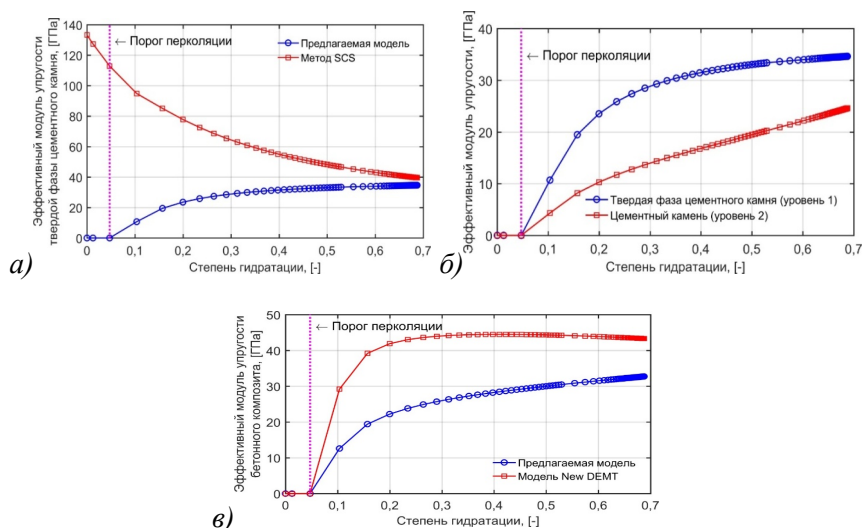 Эффективный модуль упругости
твердой фазы цементного камня, [ГПа]
140
120
100
80
60
40
20
0
← Порог перколяции
Предлагаемая модель
Метод SCS
0 0,1 0,2 0,3 0,4 0,5 0,6 0,7
Степень гидратации, [-]
а)
Эффективный модуль упругости, [ГПа]
40
30
20
10
0
← Порог перколяции
Твердая фаза цементного камня (уровень 1)
Цементный камень (уровень 2)
0 0,1 0,2 0,3 0,4 0,5 0,6 0,7
Степень гидратации, [-]
б)
Эффективный модуль упругости
бетонного композита, [ГПа]
50
40
30
20
10
0
← Порог перколяции
Предлагаемая модель
Модель New DEMT
0 0,1 0,2 0,3 0,4 0,5 0,6 0,7
Степень гидратации, [-]
в)